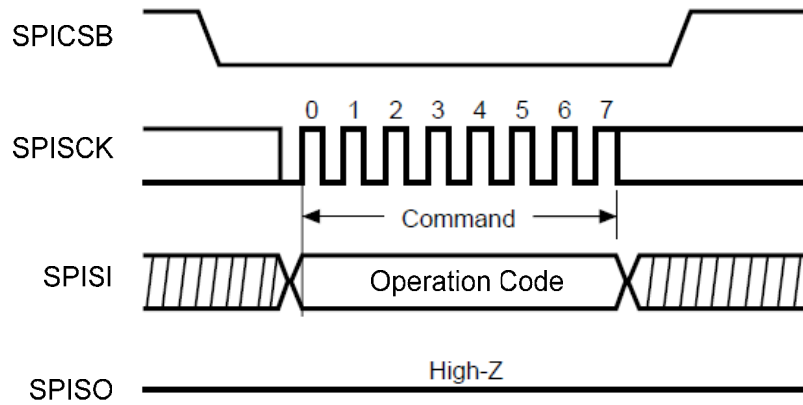 SPICSB
0 1 2 3 4 5 6 7
SPISCK
Command
SPISI
Operation Code
High-Z
SPISO